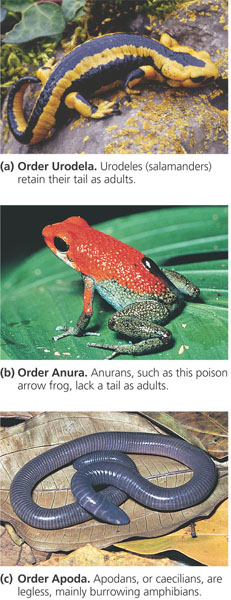 (a) Order Urodela. Urodeles (salamanders)
retain their tail as adults.
(b) Order Anura. Anurans, such as this poison
arrow frog, lack a tail as adults.
(c) Order Apoda. Apodans, or caecilians, are
legless, mainly burrowing amphibians.